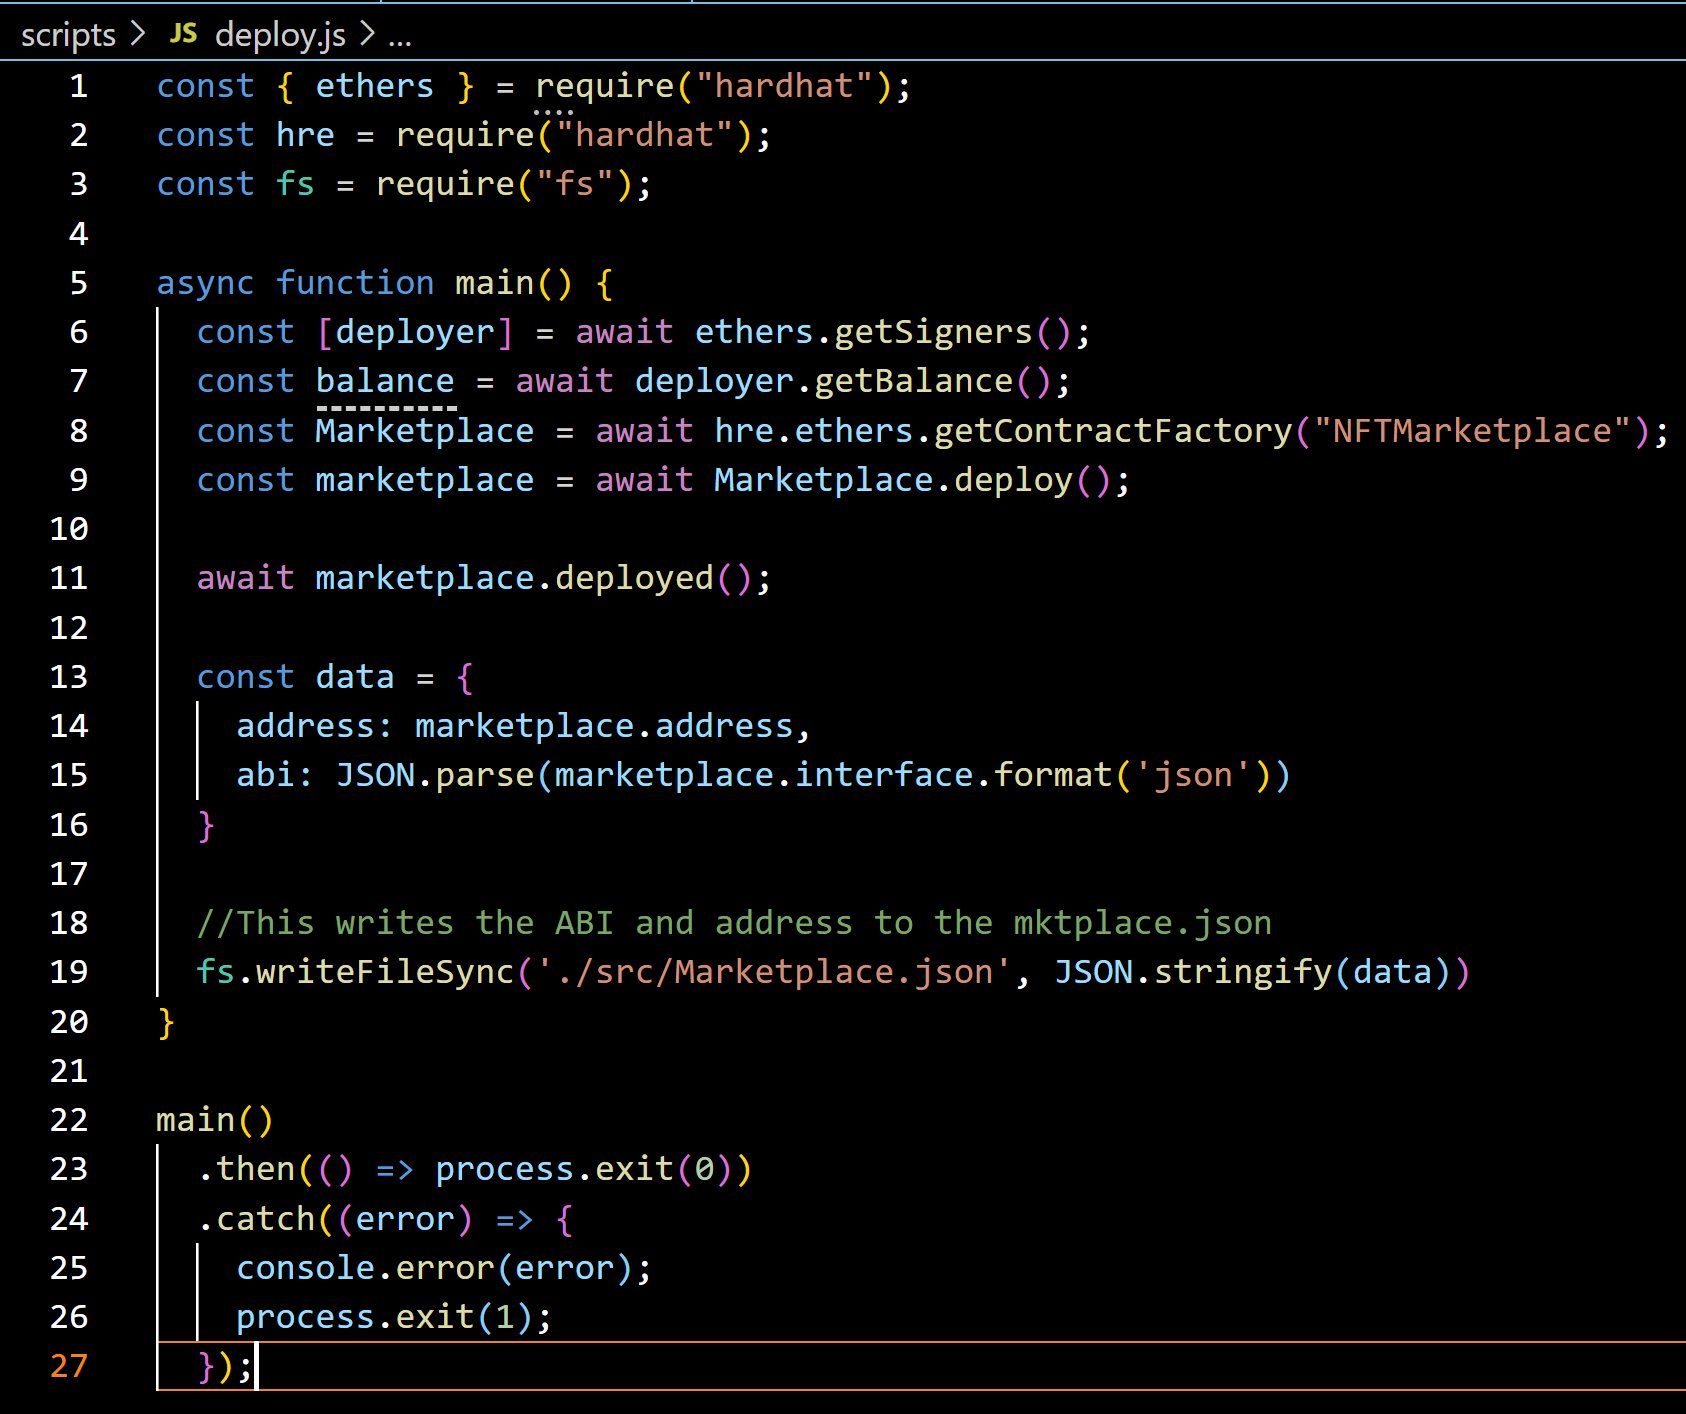 scripts > JS deploy.js > ...
1 const { ethers } = require("hardhat");
2 const hre = require("hardhat");
3 const fs = require("fs");
4
5 async function main() {
6   const [deployer] = await ethers.getSigners();
7   const balance = await deployer.getBalance();
8   const Marketplace = await hre.ethers.getContractFactory("NFTMarketplace");
9   const marketplace = await Marketplace.deploy();
10
11   await marketplace.deployed();
12
13   const data = {
14     address: marketplace.address,
15     abi: JSON.parse(marketplace.interface.format('json'))
16   }
17
18   //This writes the ABI and address to the mktplace.json
19   fs.writeFileSync('./src/Marketplace.json', JSON.stringify(data))
20 }
21
22 main()
23   .then(() => process.exit(0))
24   .catch((error) => {
25     console.error(error);
26     process.exit(1);
27   });